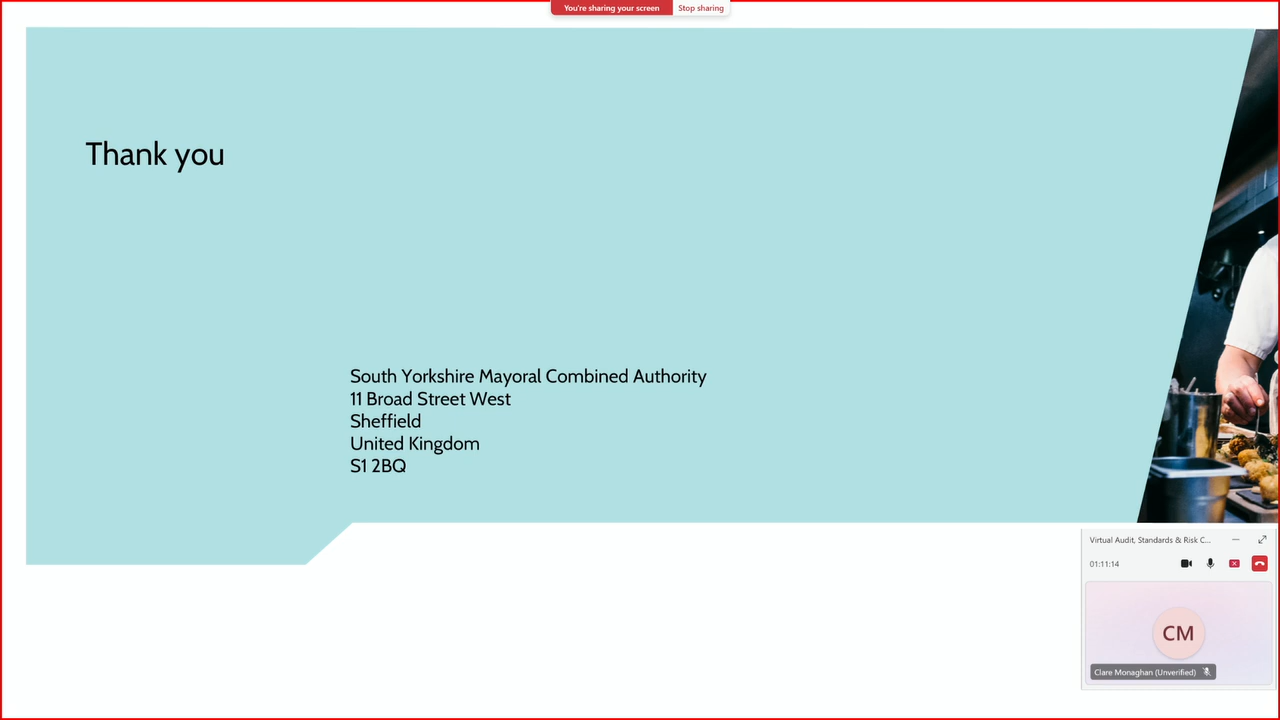 You're sharing your screen
Stop sharing
Thank you
South Yorkshire Mayoral Combined Authority
11 Broad Street West
Sheffield
United Kingdom
S1 2BQ
Virtual Audit, Standards & Risk C...
01:11:14
CM
Clare Monaghan (Unverified)